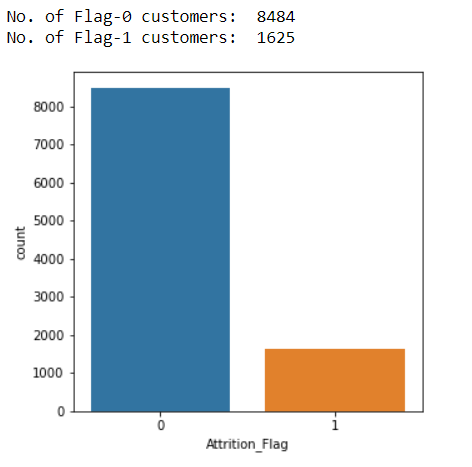 No. of Flag-0 customers:  8484
No. of Flag-1 customers:  1625
8000
7000
6000
5000
4000
3000
2000
1000
0
count
0 1
Attrition_Flag